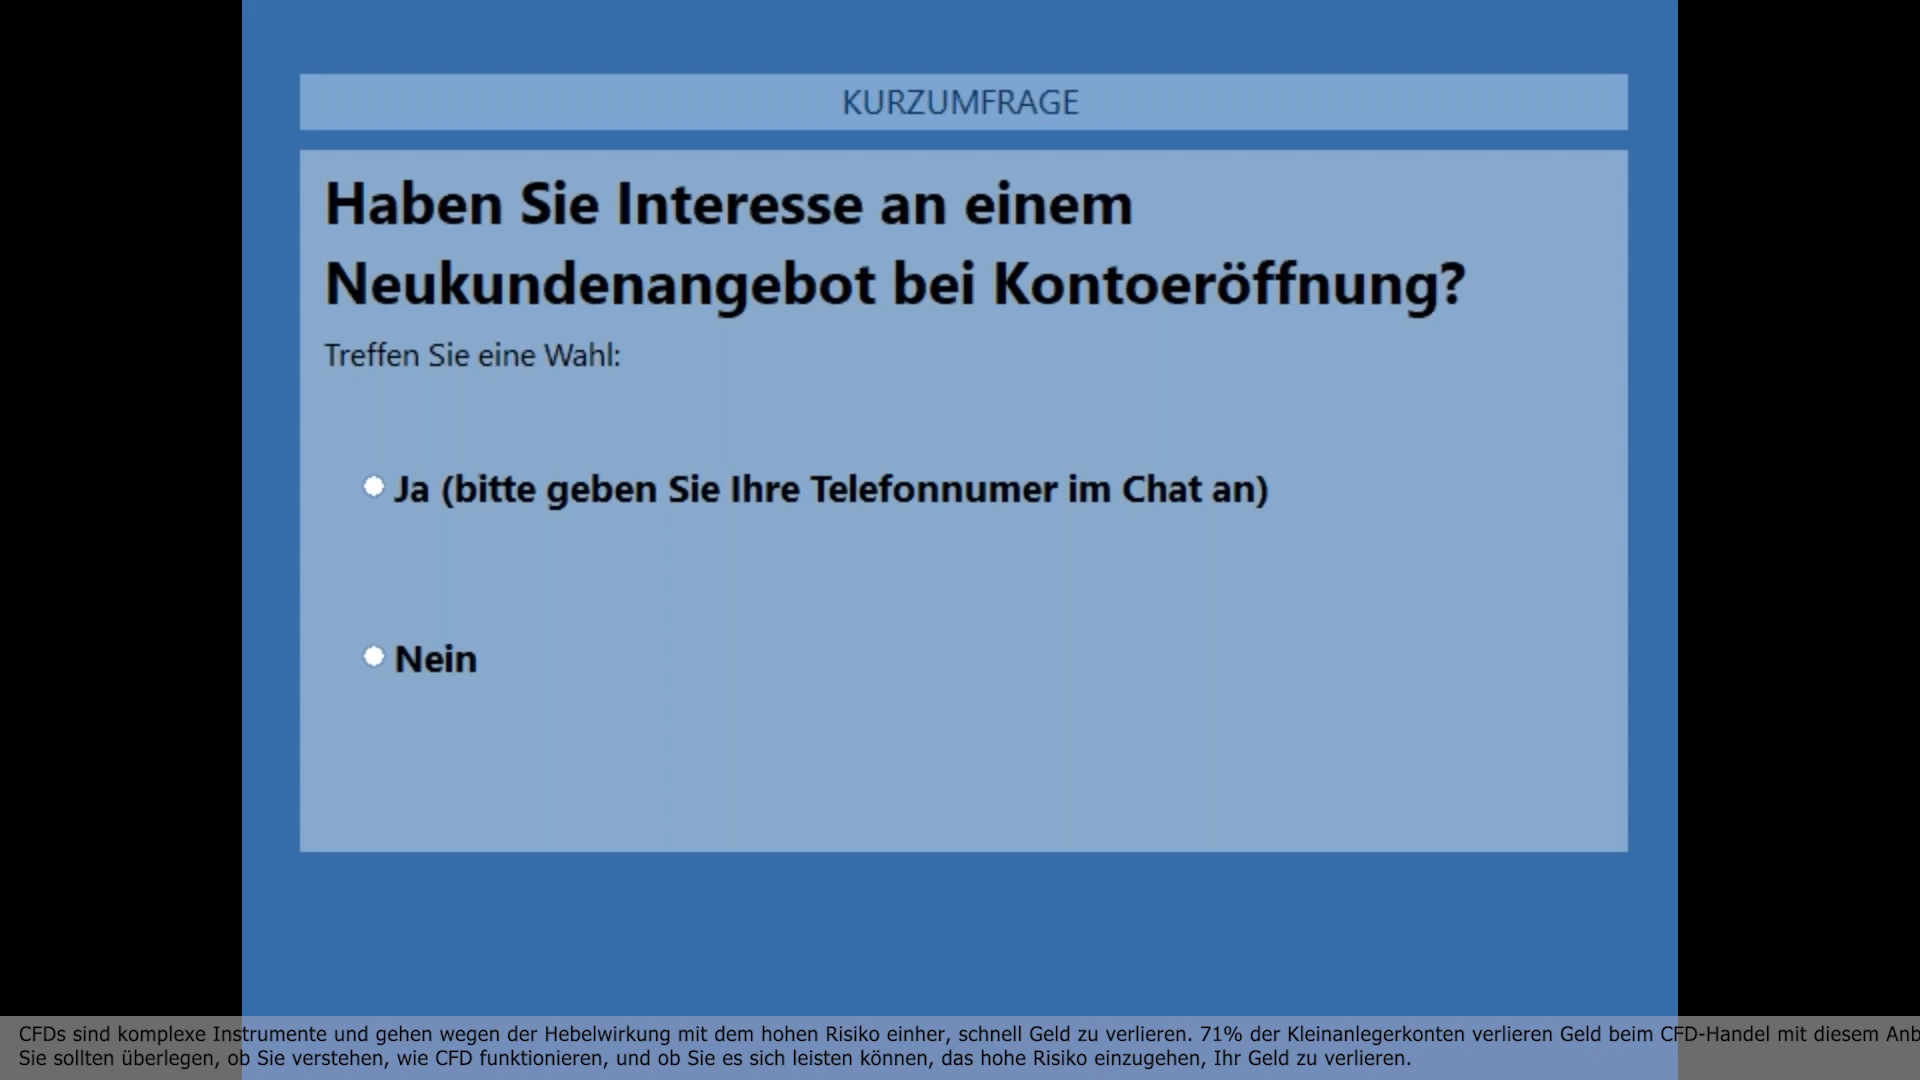 KURZUMFRAGE
Haben Sie Interesse an einem
Neukundenangebot bei Kontoeröffnung?
Treffen Sie eine Wahl:
Ja (bitte geben Sie Ihre Telefonnumer im Chat an)
Nein
CFDs sind komplexe Instrumente und gehen wegen der Hebelwirkung mit dem hohen Risiko einher, schnell Geld zu verlieren. 71% der Kleinanlegerkonten verlieren Geld beim CFD-Handel mit diesem Anb
Sie sollten überlegen, ob Sie verstehen, wie CFD funktionieren, und ob Sie es sich leisten können, das hohe Risiko einzugehen, Ihr Geld zu verlieren.